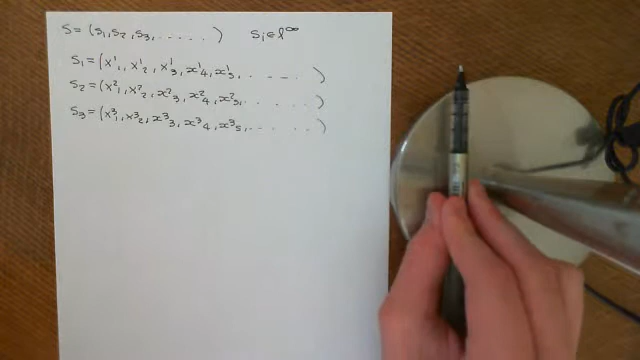 S = (s₁, s₂, s₃, . . . . . ) sᵢ ∈ ℓ^∞
S₁ = (x¹₁, x¹₂, x¹₃, x¹₄, x¹₅, . . . . )
S₂ = (x²₁, x²₂, x²₃, x²₄, x²₅, . . . . )
S₃ = (x³₁, x³₂, x³₃, x³₄, x³₅, . . . . )